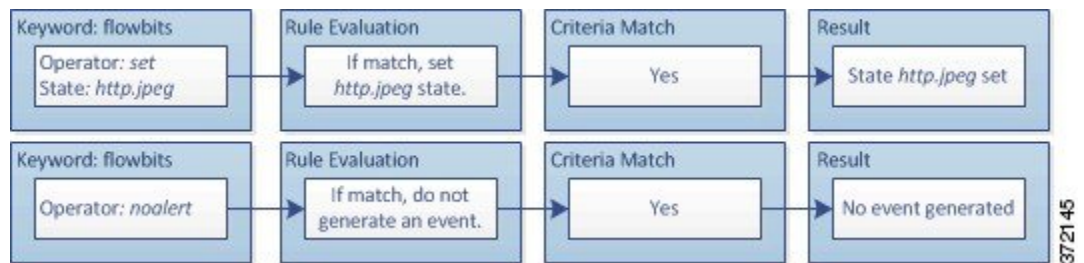 Keyword: flowbits
Operator: set
State: http.jpeg
Rule Evaluation
If match, set
http.jpeg state.
Criteria Match
Yes
Result
State http.jpeg set
Keyword: flowbits
Operator: noalert
Rule Evaluation
If match, do not
generate an event.
Criteria Match
Yes
Result
No event generated
372145